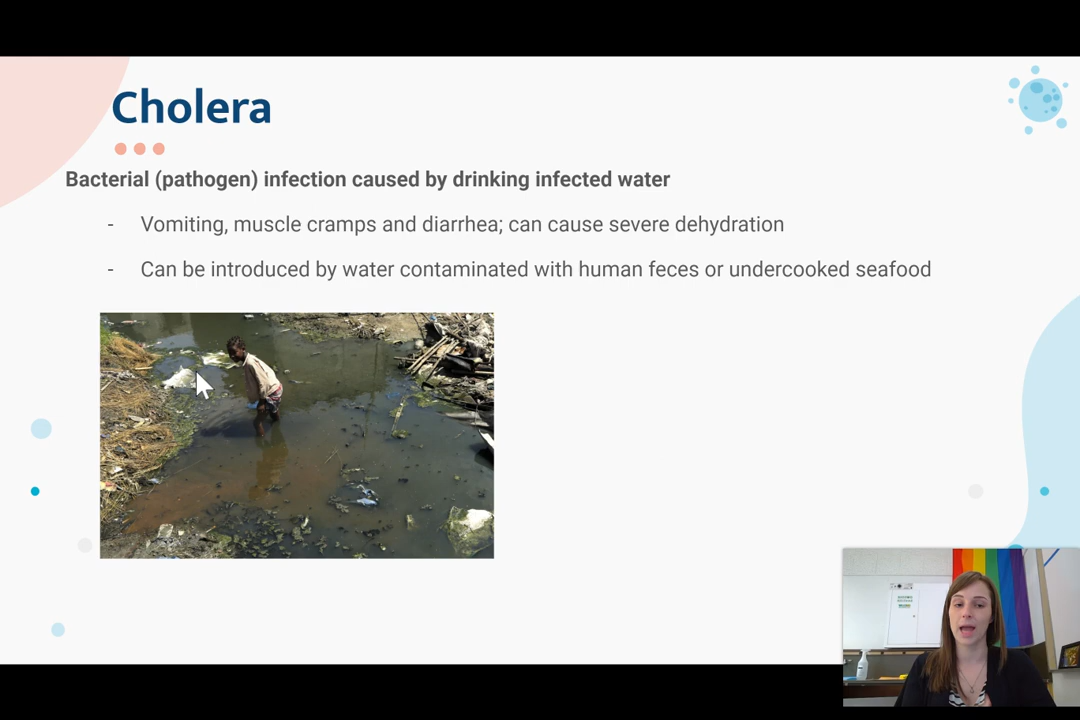 Cholera
Bacterial (pathogen) infection caused by drinking infected water
- Vomiting, muscle cramps and diarrhea; can cause severe dehydration
- Can be introduced by water contaminated with human feces or undercooked seafood